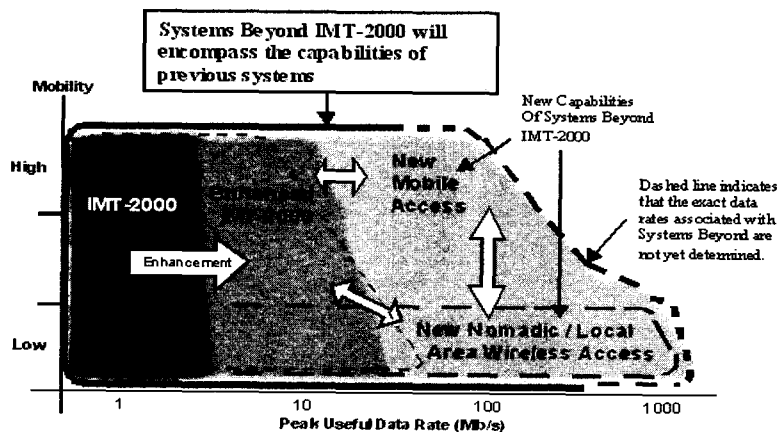 Systems Beyond IMT-2000 will
encompass the capabilities of
previous systems
Mobility
New Capabilities
Of Systems Beyond
IMT-2000
High
New
Mobile
Access
IMT-2000
Dashed line indicates
that the exact data
rates associated with
Systems Beyond are
not yet determined.
Enhancement
Low
New Nomadic / Local
Area Wireless Access
1
10
100
1000
Peak Useful Data Rate (Mb/s)